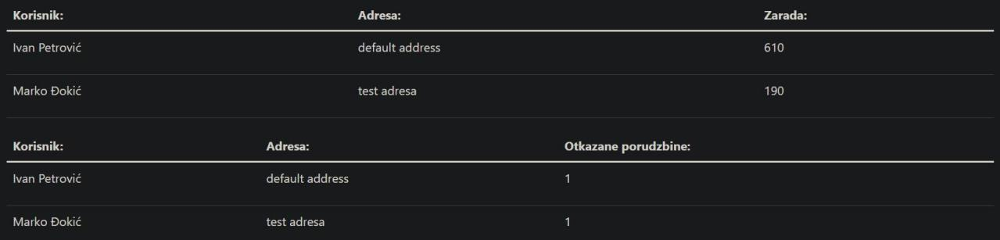 Korisnik: Adresa: Zarada:
Ivan Petrović default address 610
Marko Đokić test adresa 190
Korisnik: Adresa: Otkazane porudzbine:
Ivan Petrović default address 1
Marko Đokić test adresa 1